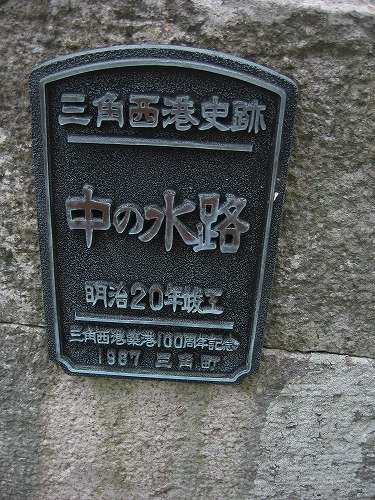 三角西港史跡
中の水路
明治20年竣工
三角西港築港100周年記念
1987 三角町